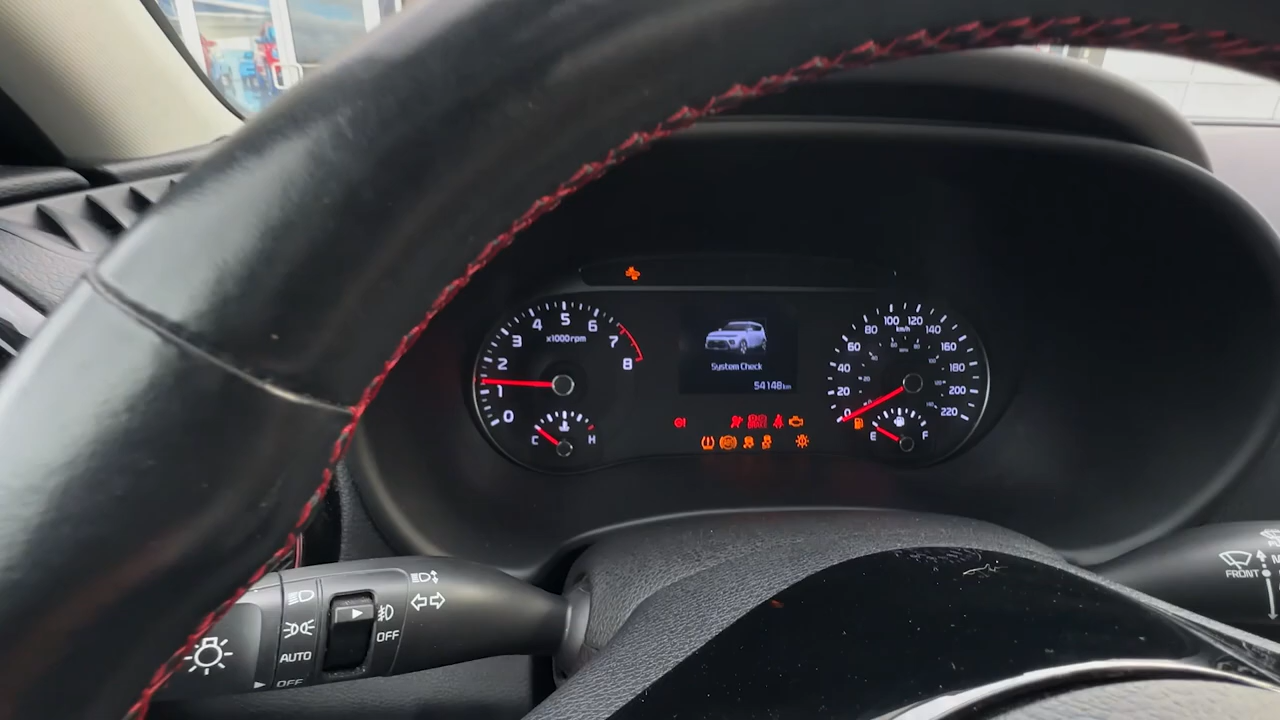 4 5 6
3 7
x1000rpm
2 8
1
0
C H
System Check
54148km
ABS
100 120
80 140
km/h
60 160
40 180
20 200
0 220
E F
AUTO
OFF
OFF
FRONT